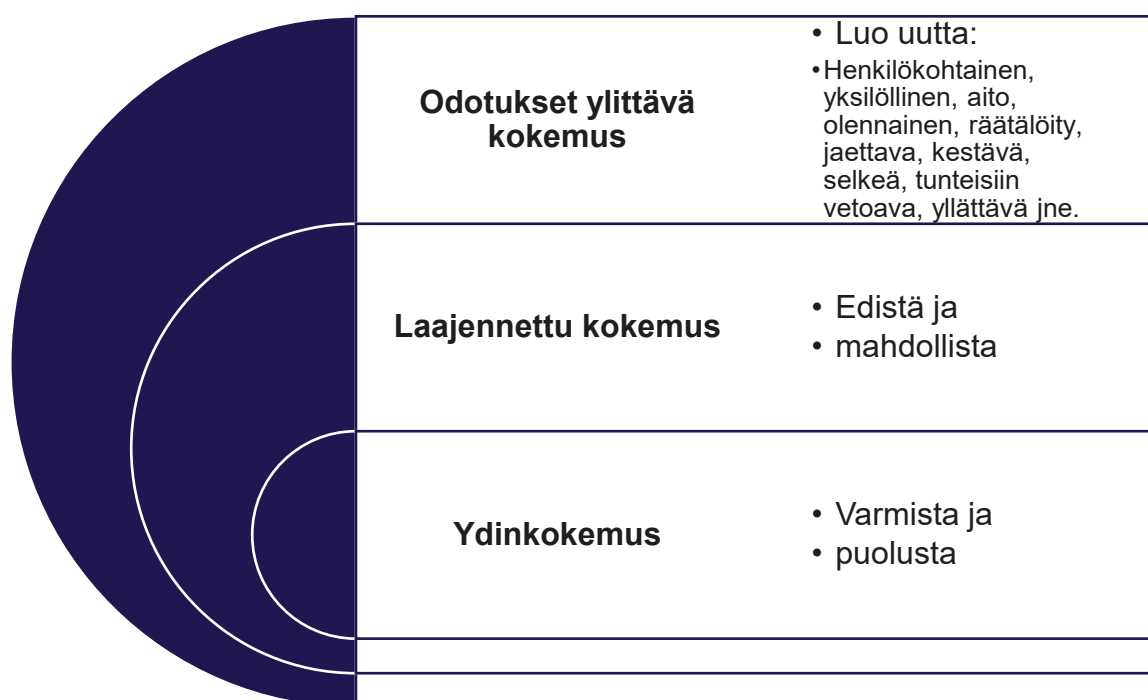 Odotukset ylittävä
kokemus
• Luo uutta:
• Henkilökohtainen,
yksilöllinen, aito,
olennainen, räätälöity,
jaettava, kestävä,
selkeä, tunteisiin
vetoava, yllättävä jne.
Laajennettu kokemus
• Edistä ja
• mahdollista
Ydinkokemus
• Varmista ja
• puolusta